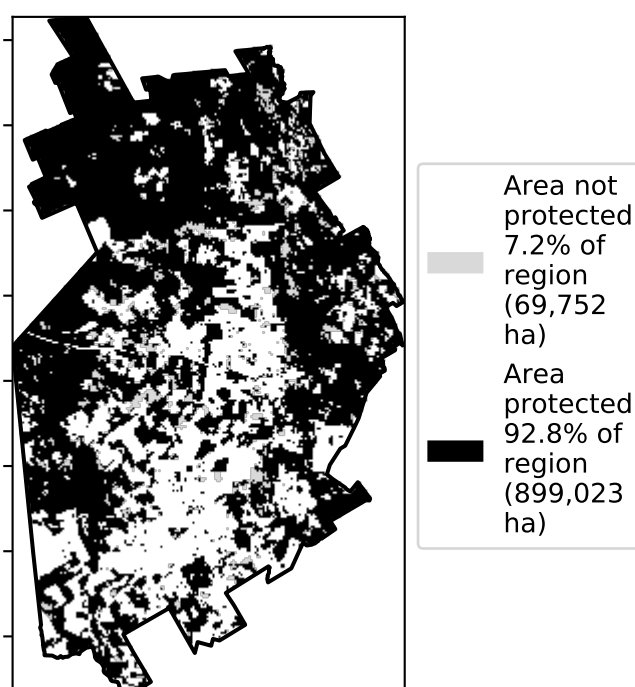 Area not
protected
7.2% of
region
(69,752
ha)
Area
protected
92.8% of
region
(899,023
ha)